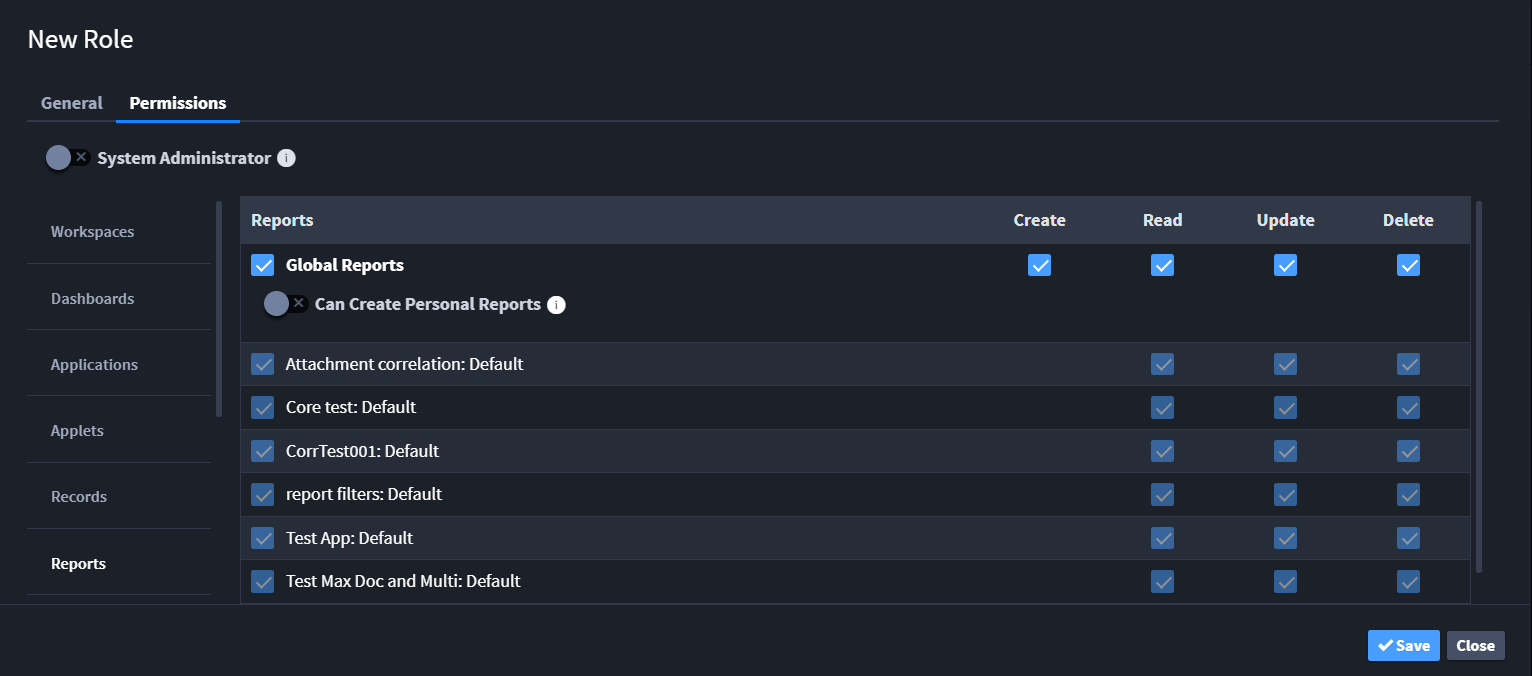 New Role
General Permissions
System Administrator i
Workspaces
Dashboards
Applications
Applets
Records
Reports
Reports Create Read Update Delete
Global Reports
Can Create Personal Reports i
Attachment correlation: Default
Core test: Default
CorrTest001: Default
report filters: Default
Test App: Default
Test Max Doc and Multi: Default
Save Close